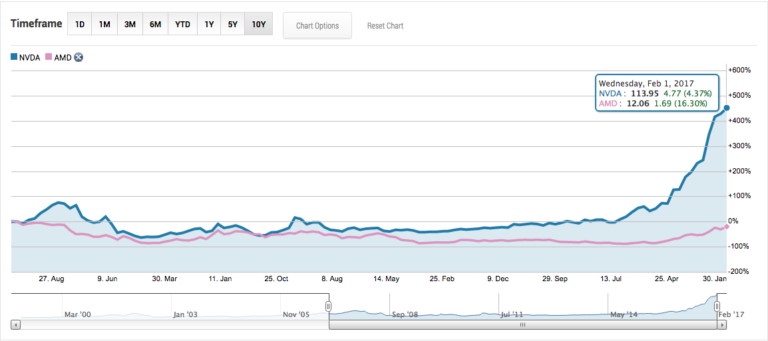 Timeframe 1D 1M 3M 6M YTD 1Y 5Y 10Y Chart Options Reset Chart
NVDA AMD
+600%
+500%
+400%
+300%
+200%
+100%
0%
-100%
-200%
Wednesday, Feb 1, 2017
NVDA : 113.95 4.77 (4.37%)
AMD : 12.06 1.69 (16.30%)
27. Aug 9. Jun 30. Mar 11. Jan 25. Oct 8. Aug 14. May 25. Feb 9. Dec 29. Sep 13. Jul 25. Apr 30. Jan
Mar '00 Jan '03 Nov '05 Sep '08 Jul '11 May '14 Feb '17